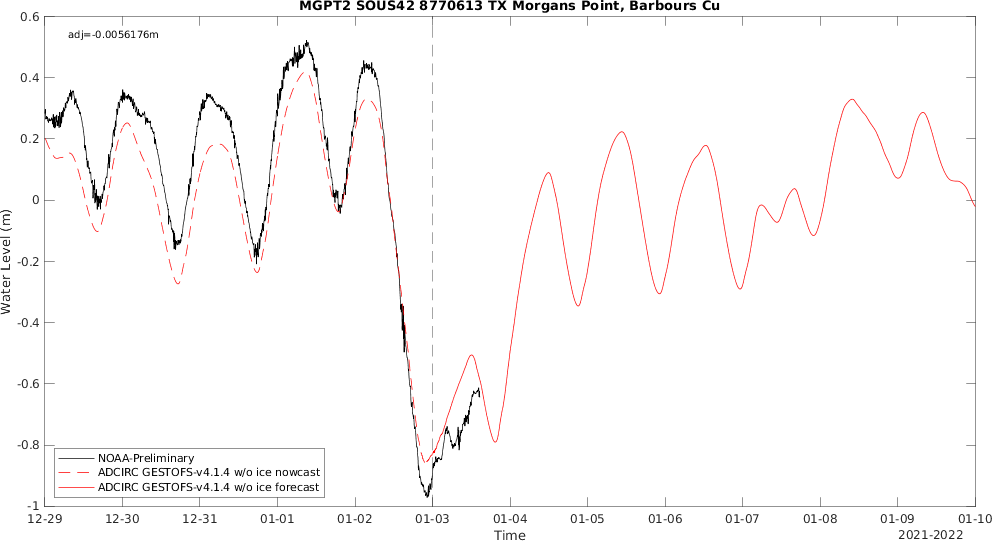 MGPT2 SOUS42 8770613 TX Morgans Point, Barbours Cu
adj=-0.0056176m
0.6
0.4
0.2
0
-0.2
-0.4
-0.6
-0.8
-1
Water Level (m)
NOAA-Preliminary
ADCIRC GESTOFS-v4.1.4 w/o ice nowcast
ADCIRC GESTOFS-v4.1.4 w/o ice forecast
12-29 12-30 12-31 01-01 01-02 01-03 01-04 01-05 01-06 01-07 01-08 01-09 01-10
Time
2021-2022